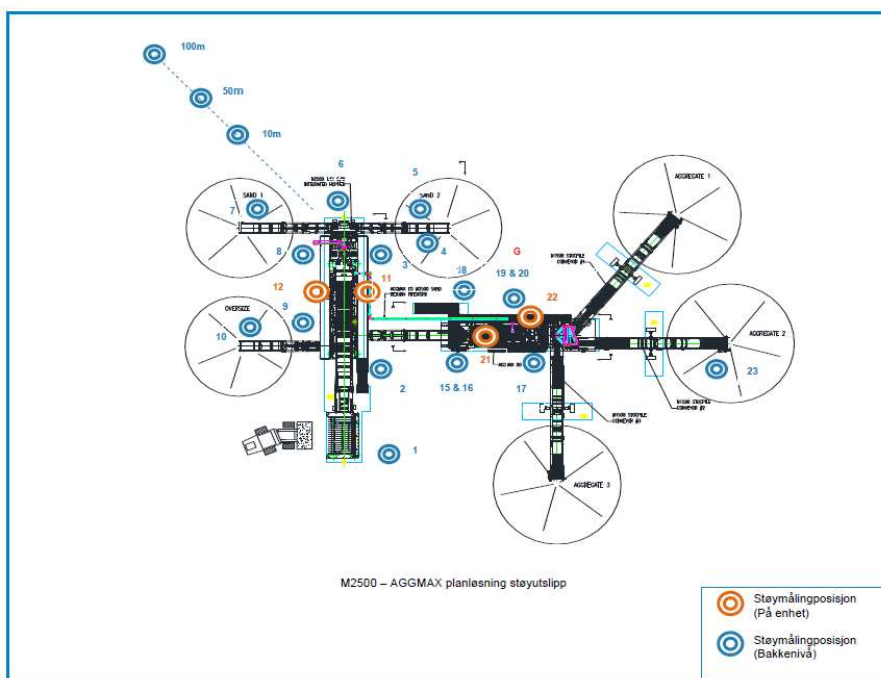 100m
50m
10m
6
5
INTEGRATED HOPPER
SAND 1
SAND 2
AGGREGATE 1
7
8
3
4
G
18
19 & 20
12
11
22
OVERSIZE
9
10
21
2
15 & 16
17
AGGREGATE 2
23
1
AGGREGATE 3
M2500 – AGGMAX planløsning støyutslipp
Støymålingposisjon
(På enhet)
Støymålingposisjon
(Bakkenivå)